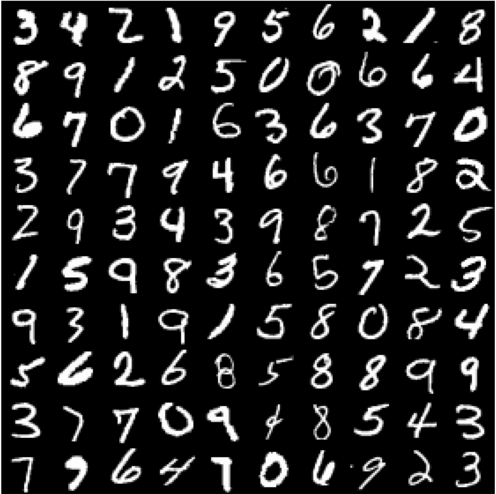 3 4 2 1 9 5 6 2 1 8
8 9 1 2 5 0 0 6 6 4
6 7 0 1 6 3 6 3 7 0
3 7 7 9 4 6 6 1 8 2
2 9 3 4 3 9 8 7 2 5
1 5 9 8 3 6 5 7 2 3
9 3 1 9 1 5 8 0 8 4
5 6 2 6 8 5 8 8 9 9
3 7 7 0 9 4 8 5 4 3
7 9 6 4 7 0 6 9 2 3